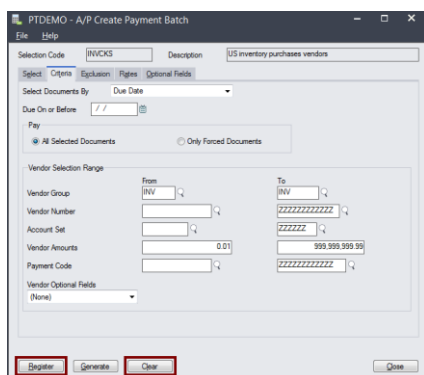 PTDEMO - A/P Create Payment Batch
File Help
Selection Code INVCKS Description US inventory purchases vendors
Select Criteria Exclusion Rates Optional Fields
Select Documents By Due Date
Due On or Before / /
Pay
All Selected Documents Only Forced Documents
Vendor Selection Range
From To
Vendor Group INV INV
Vendor Number ZZZZZZZZZZZZ
Account Set ZZZZZZ
Vendor Amounts 0.01 999,999,999.99
Payment Code ZZZZZZZZZZZZ
Vendor Optional Fields
(None)
Register Generate Clear Close